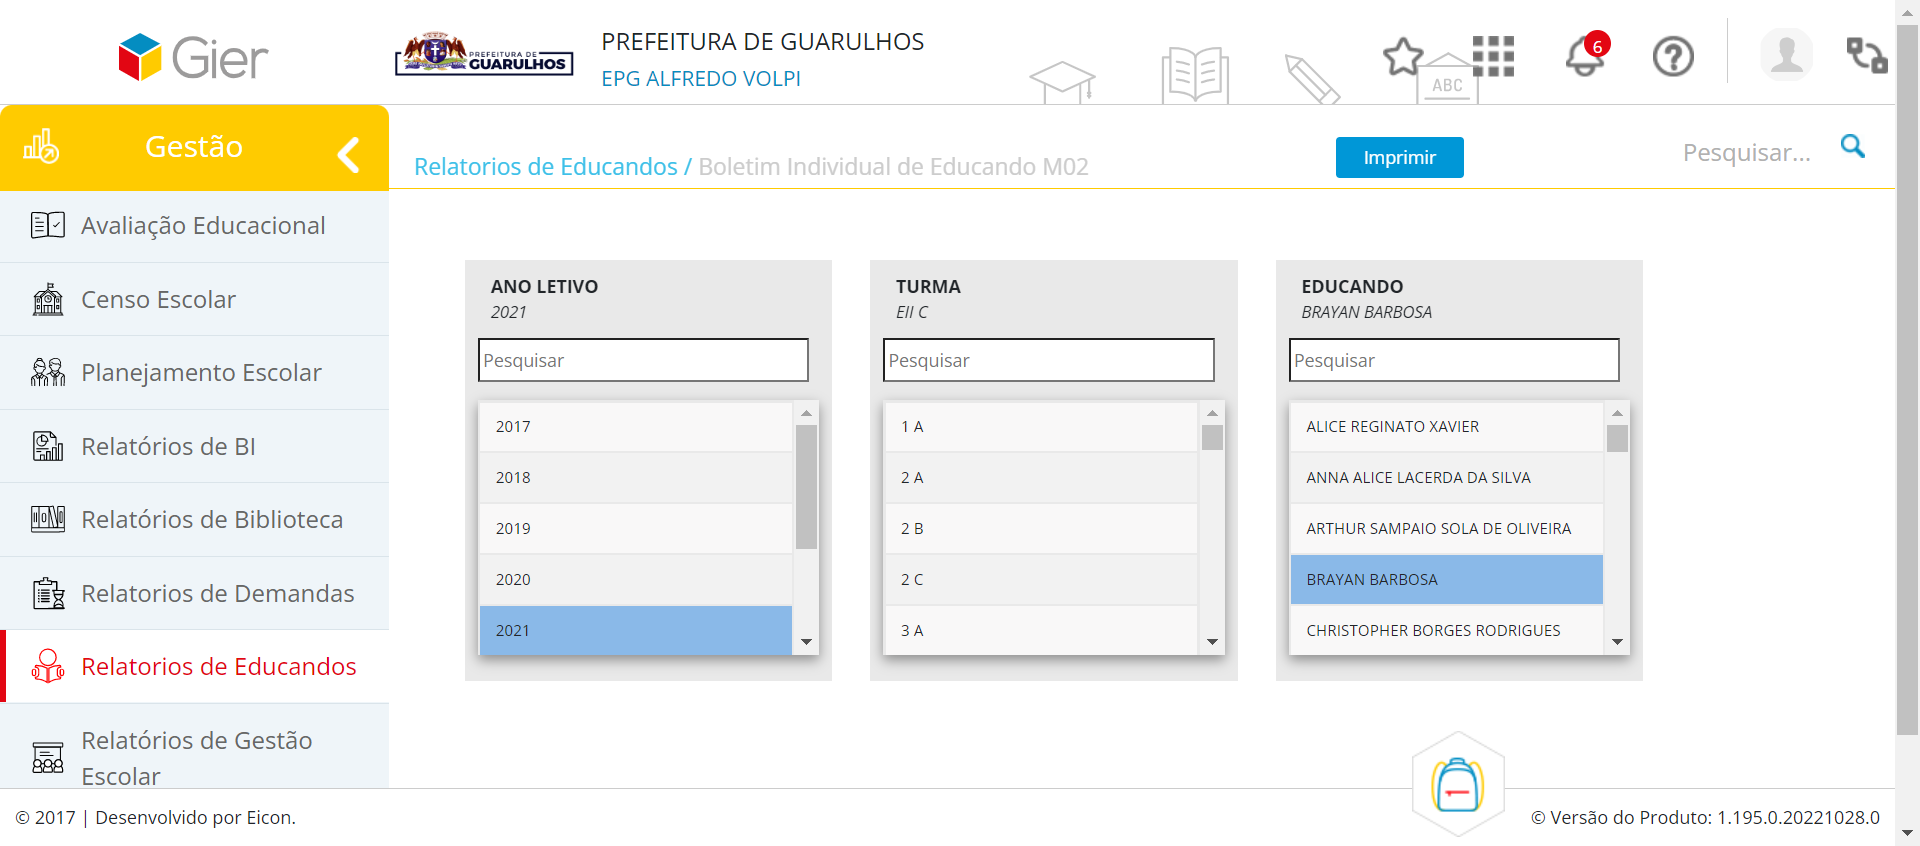 Gier
PREFEITURA DE
GUARULHOS
PREFEITURA DE GUARULHOS
EPG ALFREDO VOLPI
ABC
6
Gestão
Relatorios de Educandos / Boletim Individual de Educando M02
Imprimir
Pesquisar...
Avaliação Educacional
Censo Escolar
Planejamento Escolar
Relatórios de BI
Relatórios de Biblioteca
Relatorios de Demandas
Relatorios de Educandos
Relatórios de Gestão
Escolar
ANO LETIVO
2021
Pesquisar
2017
2018
2019
2020
2021
TURMA
EII C
Pesquisar
1 A
2 A
2 B
2 C
3 A
EDUCANDO
BRAYAN BARBOSA
Pesquisar
ALICE REGINATO XAVIER
ANNA ALICE LACERDA DA SILVA
ARTHUR SAMPAIO SOLA DE OLIVEIRA
BRAYAN BARBOSA
CHRISTOPHER BORGES RODRIGUES
© 2017 | Desenvolvido por Eicon.
© Versão do Produto: 1.195.0.20221028.0